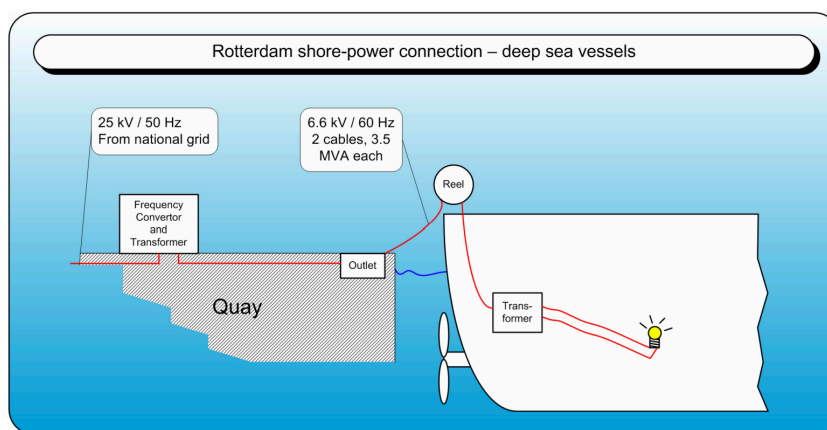 Rotterdam shore-power connection – deep sea vessels
25 kV / 50 Hz
From national grid
6.6 kV / 60 Hz
2 cables, 3.5
MVA each
Reel
Frequency
Convertor
and
Transformer
Outlet
Quay
Trans-
former